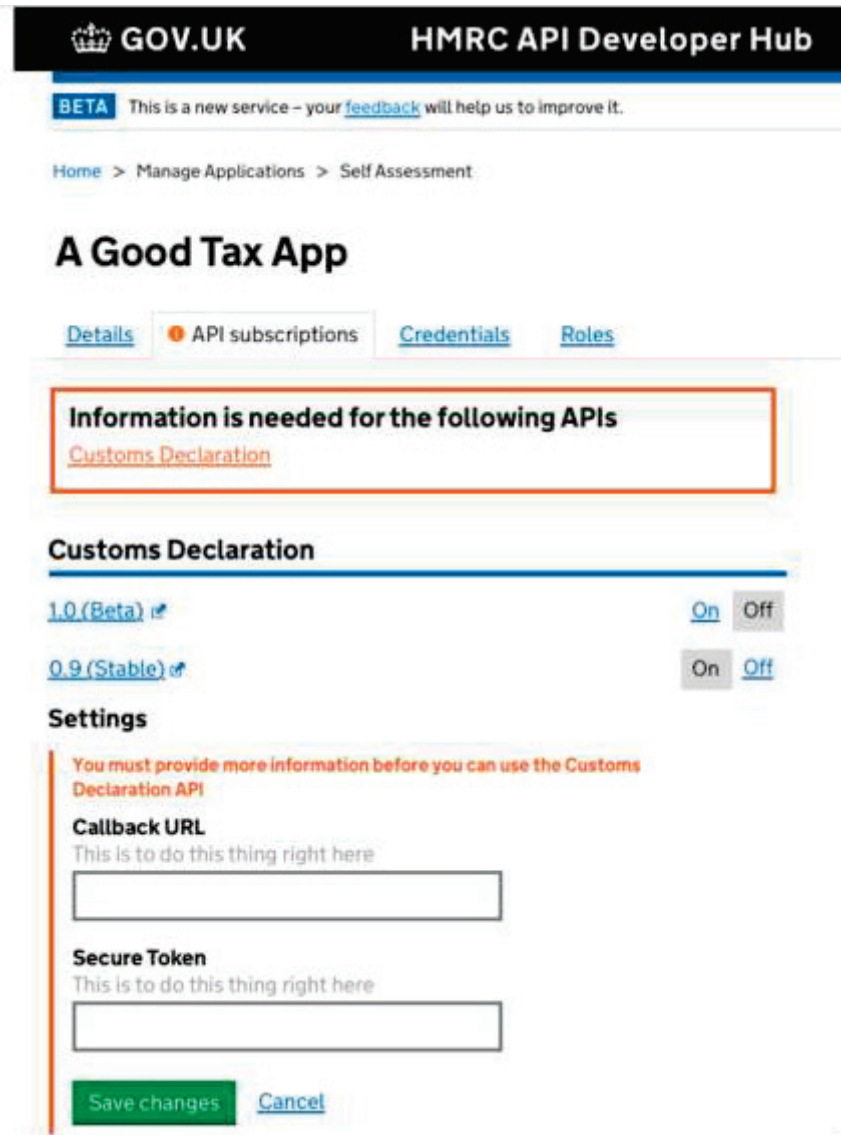 GOV.UK HMRC API Developer Hub
BETA This is a new service – your feedback will help us to improve it.
Home > Manage Applications > Self Assessment
A Good Tax App
Details API subscriptions Credentials Roles
Information is needed for the following APIs
Customs Declaration
Customs Declaration
1.0 (Beta) On Off
0.9 (Stable) On Off
Settings
You must provide more information before you can use the Customs
Declaration API
Callback URL
This is to do this thing right here
Secure Token
This is to do this thing right here
Save changes Cancel